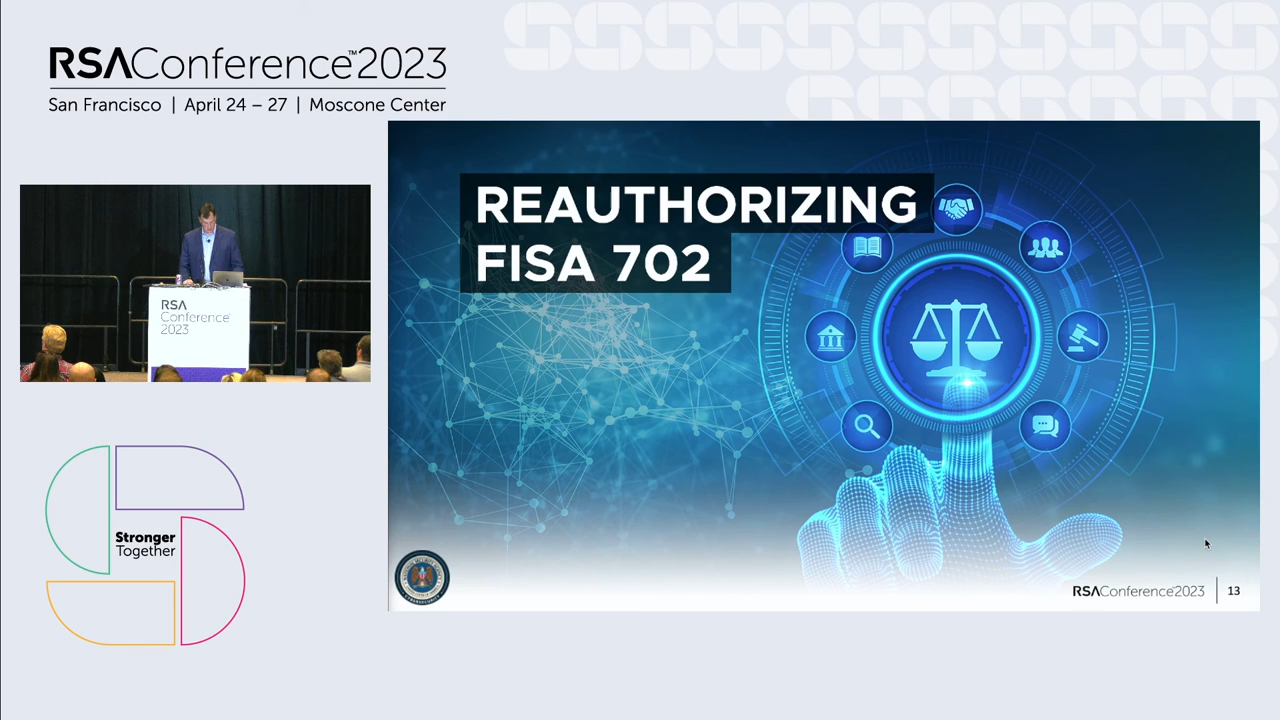 RSAConference™2023
San Francisco | April 24 – 27 | Moscone Center
REAUTHORIZING
FISA 702
RSA
Conference
2023
Stronger
Together
RSAConference2023 | 13